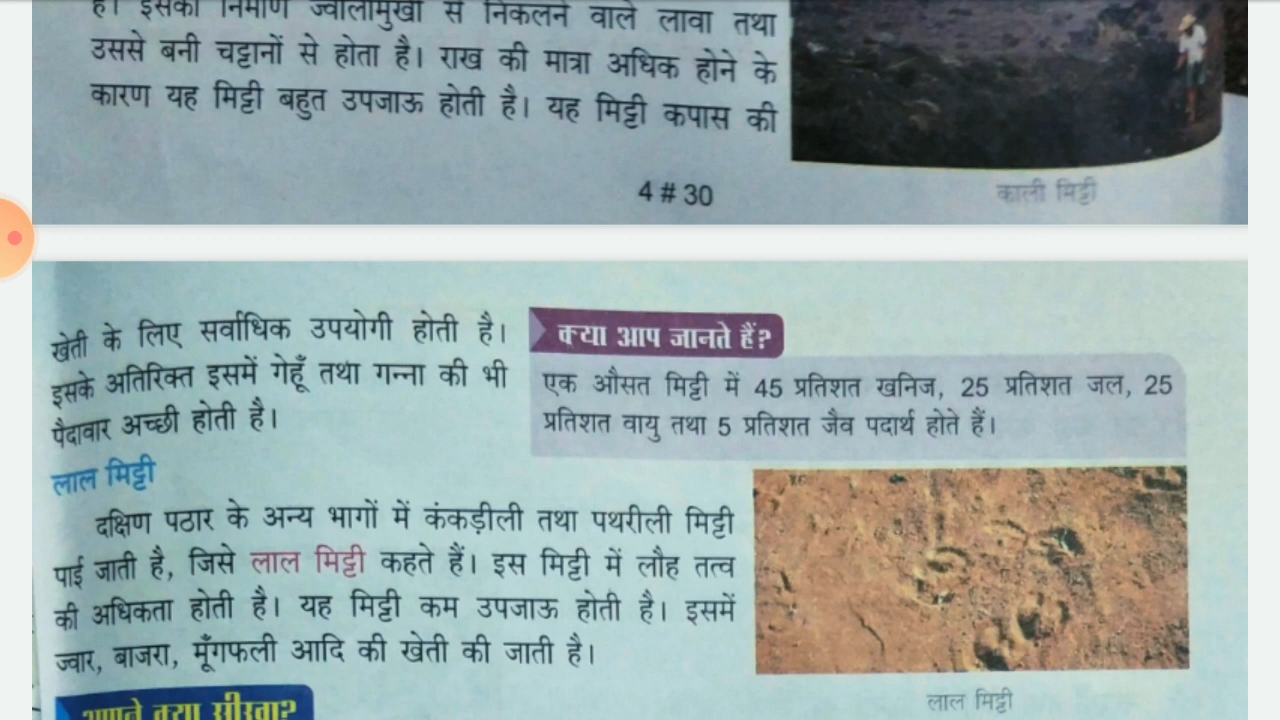 है। इसका निर्माण ज्वालामुखी से निकलने वाले लावा तथा
उससे बनी चट्टानों से होता है। राख की मात्रा अधिक होने के
कारण यह मिट्टी बहुत उपजाऊ होती है। यह मिट्टी कपास की
काली मिट्टी
4 # 30
खेती के लिए सर्वाधिक उपयोगी होती है।
इसके अतिरिक्त इसमें गेहूँ तथा गन्ना की भी
पैदावार अच्छी होती है।
क्या आप जानते हैं?
एक औसत मिट्टी में 45 प्रतिशत खनिज, 25 प्रतिशत जल, 25
प्रतिशत वायु तथा 5 प्रतिशत जैव पदार्थ होते हैं।
लाल मिट्टी
दक्षिण पठार के अन्य भागों में कंकड़ीली तथा पथरीली मिट्टी
पाई जाती है, जिसे लाल मिट्टी कहते हैं। इस मिट्टी में लौह तत्व
की अधिकता होती है। यह मिट्टी कम उपजाऊ होती है। इसमें
ज्वार, बाजरा, मूँगफली आदि की खेती की जाती है।
लाल मिट्टी
आपने क्या सीखा?